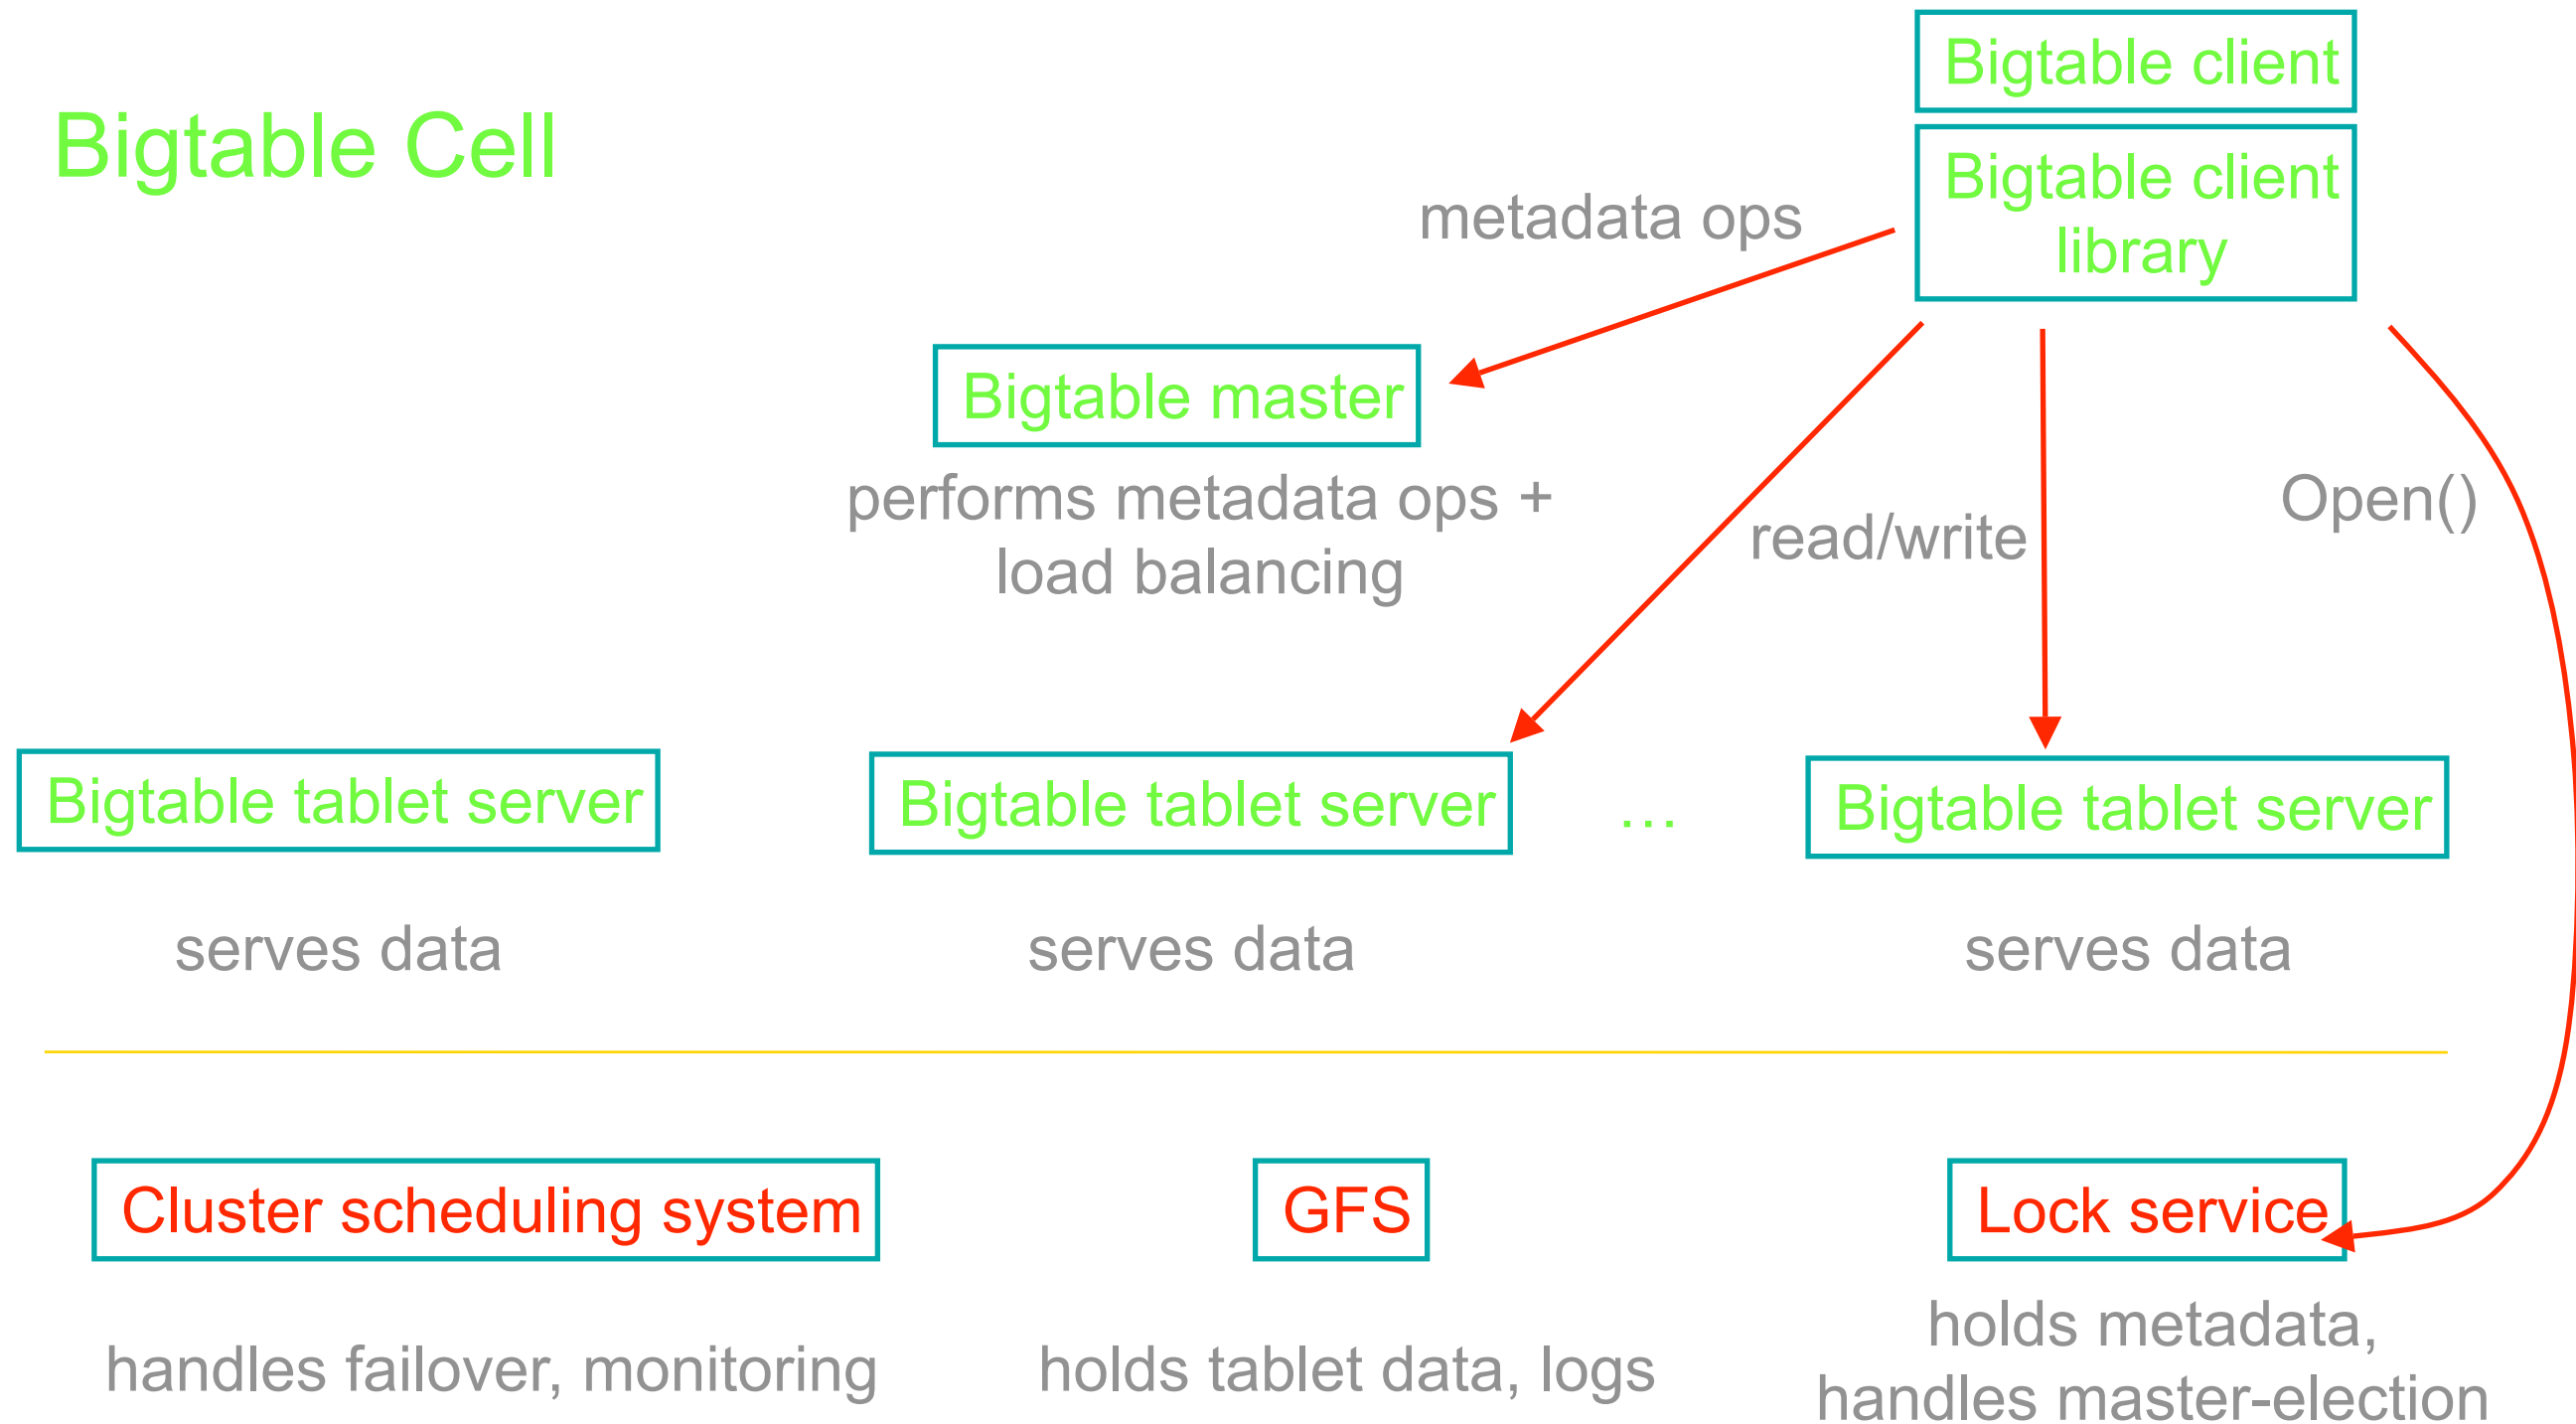 Bigtable client
Bigtable Cell
Bigtable client
library
metadata ops
Bigtable master
performs metadata ops +
load balancing
read/write
Open()
Bigtable tablet server
Bigtable tablet server
...
Bigtable tablet server
serves data
serves data
serves data
Cluster scheduling system
GFS
Lock service
handles failover, monitoring
holds tablet data, logs
holds metadata,
handles master-election